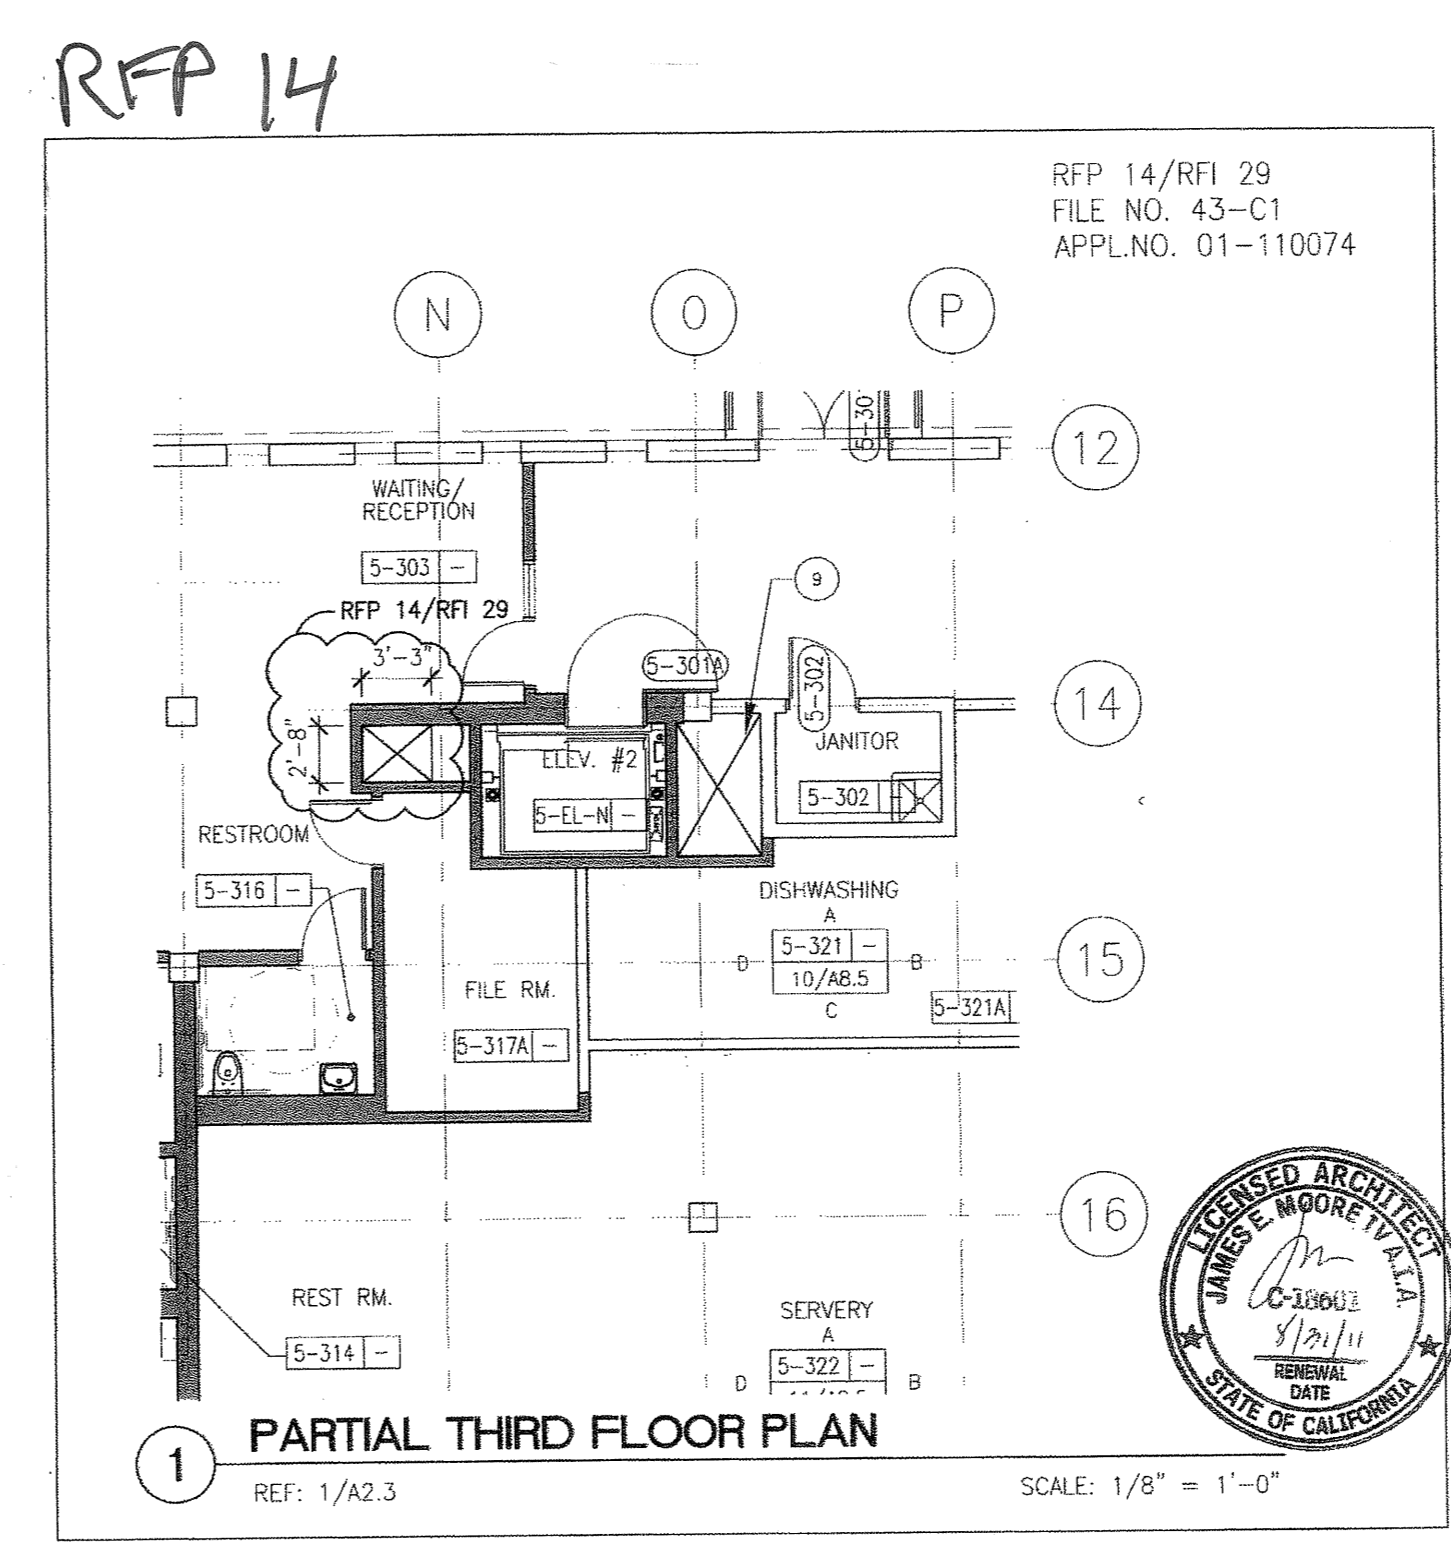 RFP 14
RFP 14/RFI 29
FILE NO. 43-C1
APPL.NO. 01-110074
N
O
P
12
5-30
WAITING/
RECEPTION
5-303 -
9
RFP 14/RFI 29
3'-3"
5-301A
5-302
14
2'-8"
ELEV. #2
JANITOR
5-302
5-EL-N -
RESTROOM
5-316 -
DISHWASHING
A
5-321 -
D
B
10/A8.5
C
15
FILE RM.
5-321A
5-317A -
16
REST RM.
5-314 -
SERVERY
A
5-322 -
D
B
LICENSED ARCHITECT
JAMES E. MOORE IV A.I.A.
8/31/11
RENEWAL
DATE
STATE OF CALIFORNIA
1
PARTIAL THIRD FLOOR PLAN
REF: 1/A2.3
SCALE: 1/8" = 1'-0"